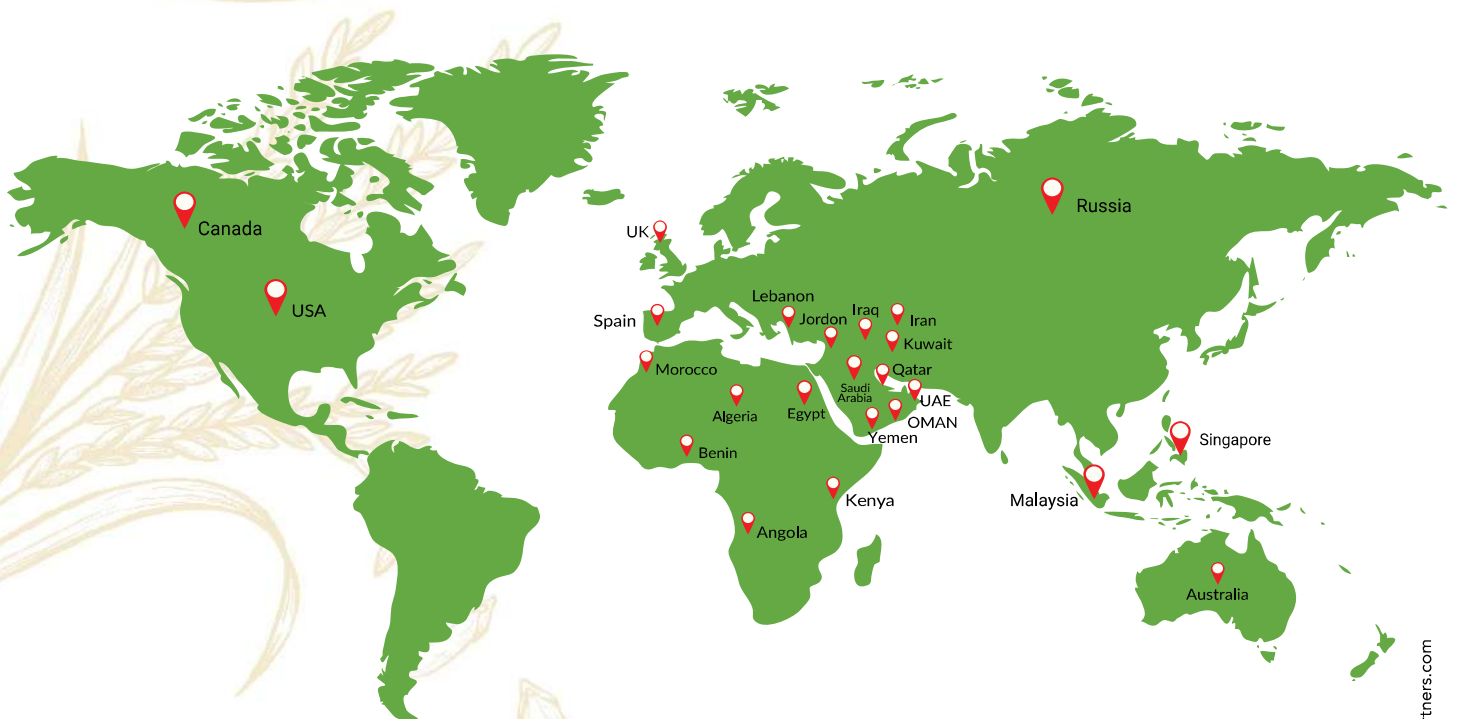 Canada
USA
UK
Spain
Russia
Lebanon
Jordon
Iraq
Iran
Kuwait
Morocco
Qatar
Saudi
Arabia
UAE
Algeria
Egypt
OMAN
Yemen
Benin
Kenya
Angola
Singapore
Malaysia
Australia
tners.com